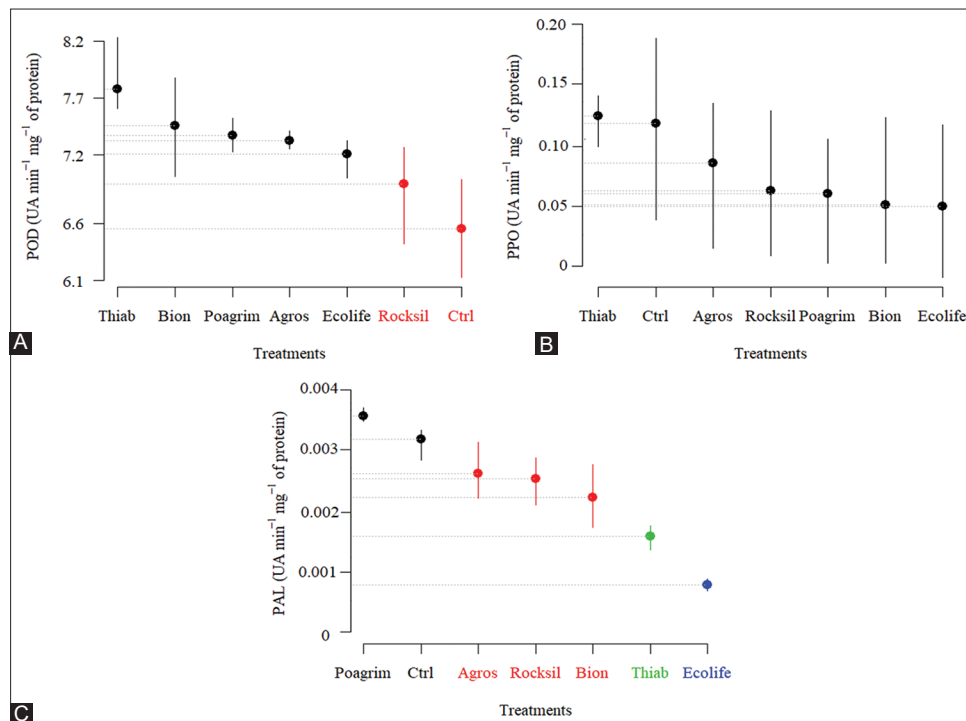 POD (UA min⁻¹ mg⁻¹ of protein)
8.2
7.7
7.2
6.6
6.1
Thiab Bion Poagrim Agros Ecolife Rocksil Ctrl
Treatments
A
PPO (UA min⁻¹ mg⁻¹ of protein)
0.20
0.15
0.10
0.05
0
Thiab Ctrl Agros Rocksil Poagrim Bion Ecolife
Treatments
B
PAL (UA min⁻¹ mg⁻¹ of protein)
0.004
0.003
0.002
0.001
0
Poagrim Ctrl Agros Rocksil Bion Thiab Ecolife
Treatments
C